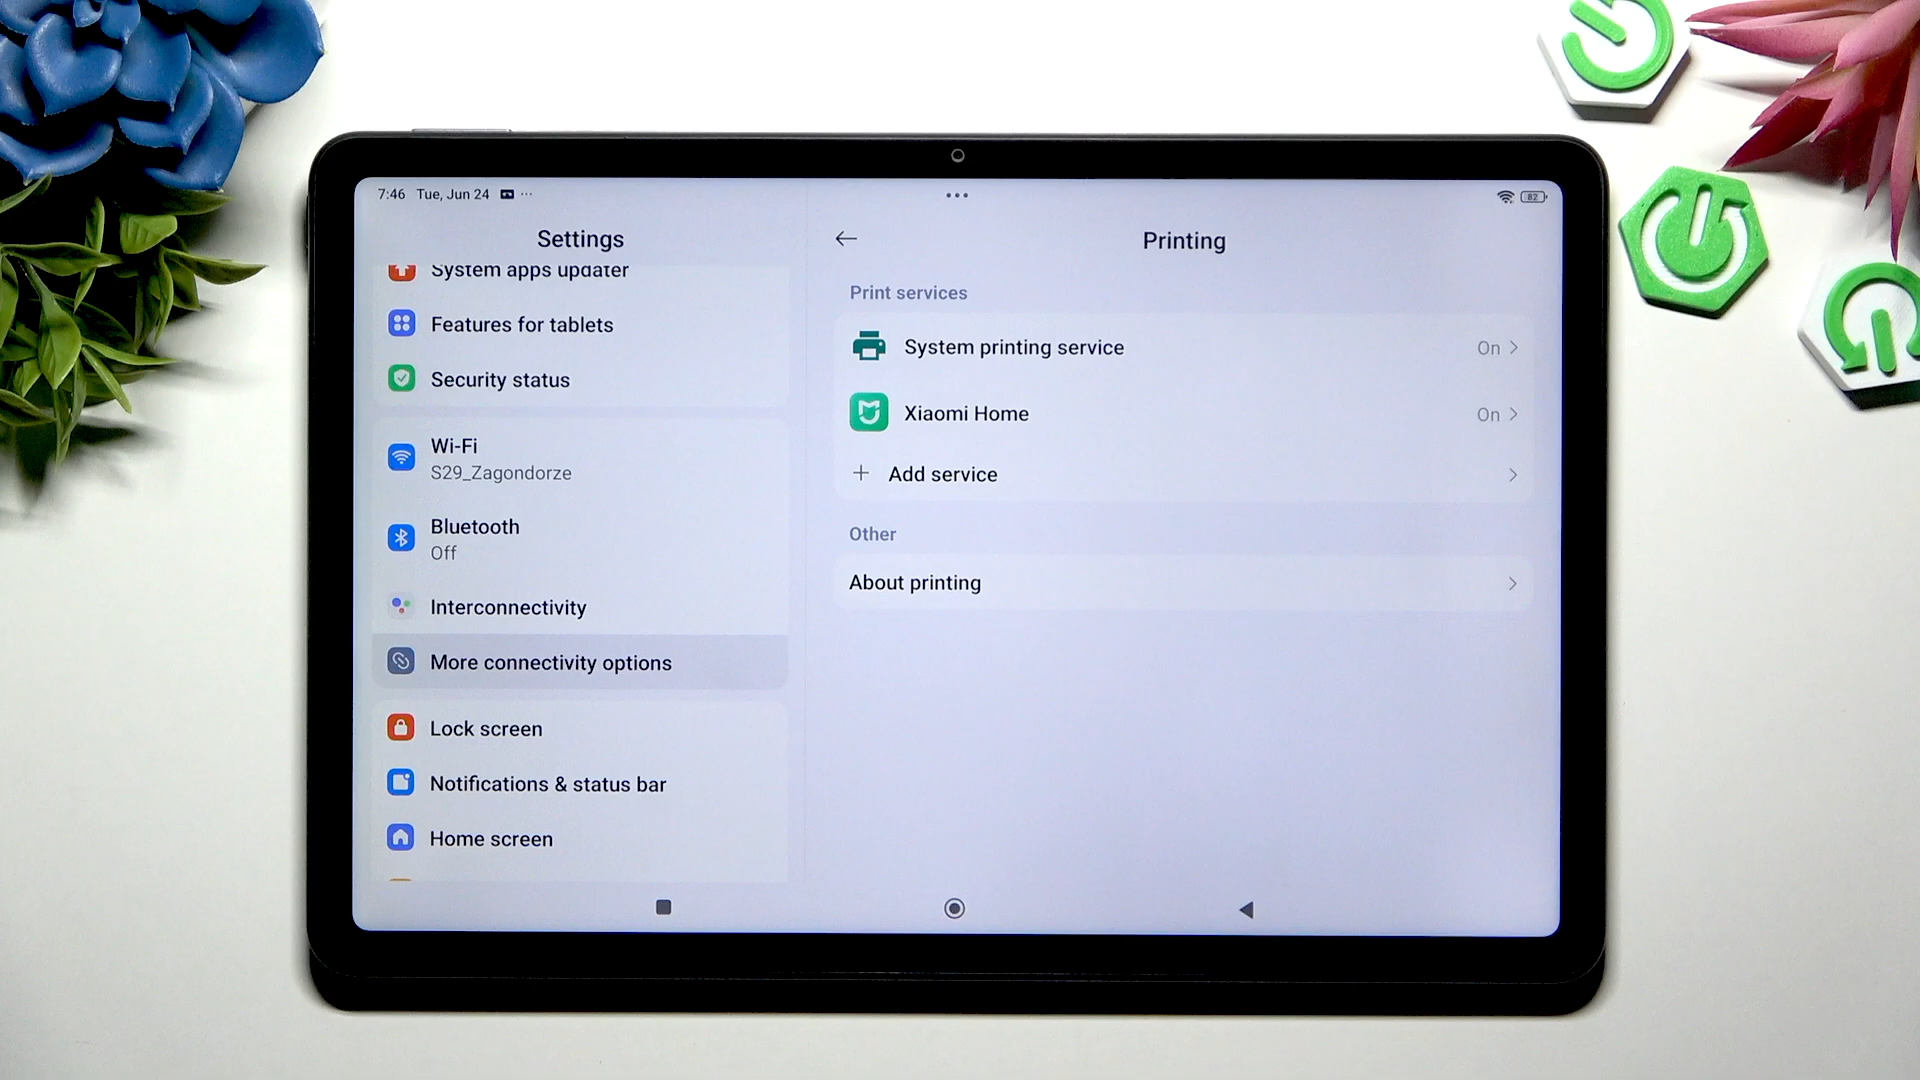 7:46 Tue, Jun 24
82
Settings
System apps updater
Features for tablets
Security status
Wi-Fi
S29_Zagondorze
Bluetooth
Off
Interconnectivity
More connectivity options
Lock screen
Notifications & status bar
Home screen
Printing
Print services
System printing service On
Xiaomi Home On
Add service
Other
About printing